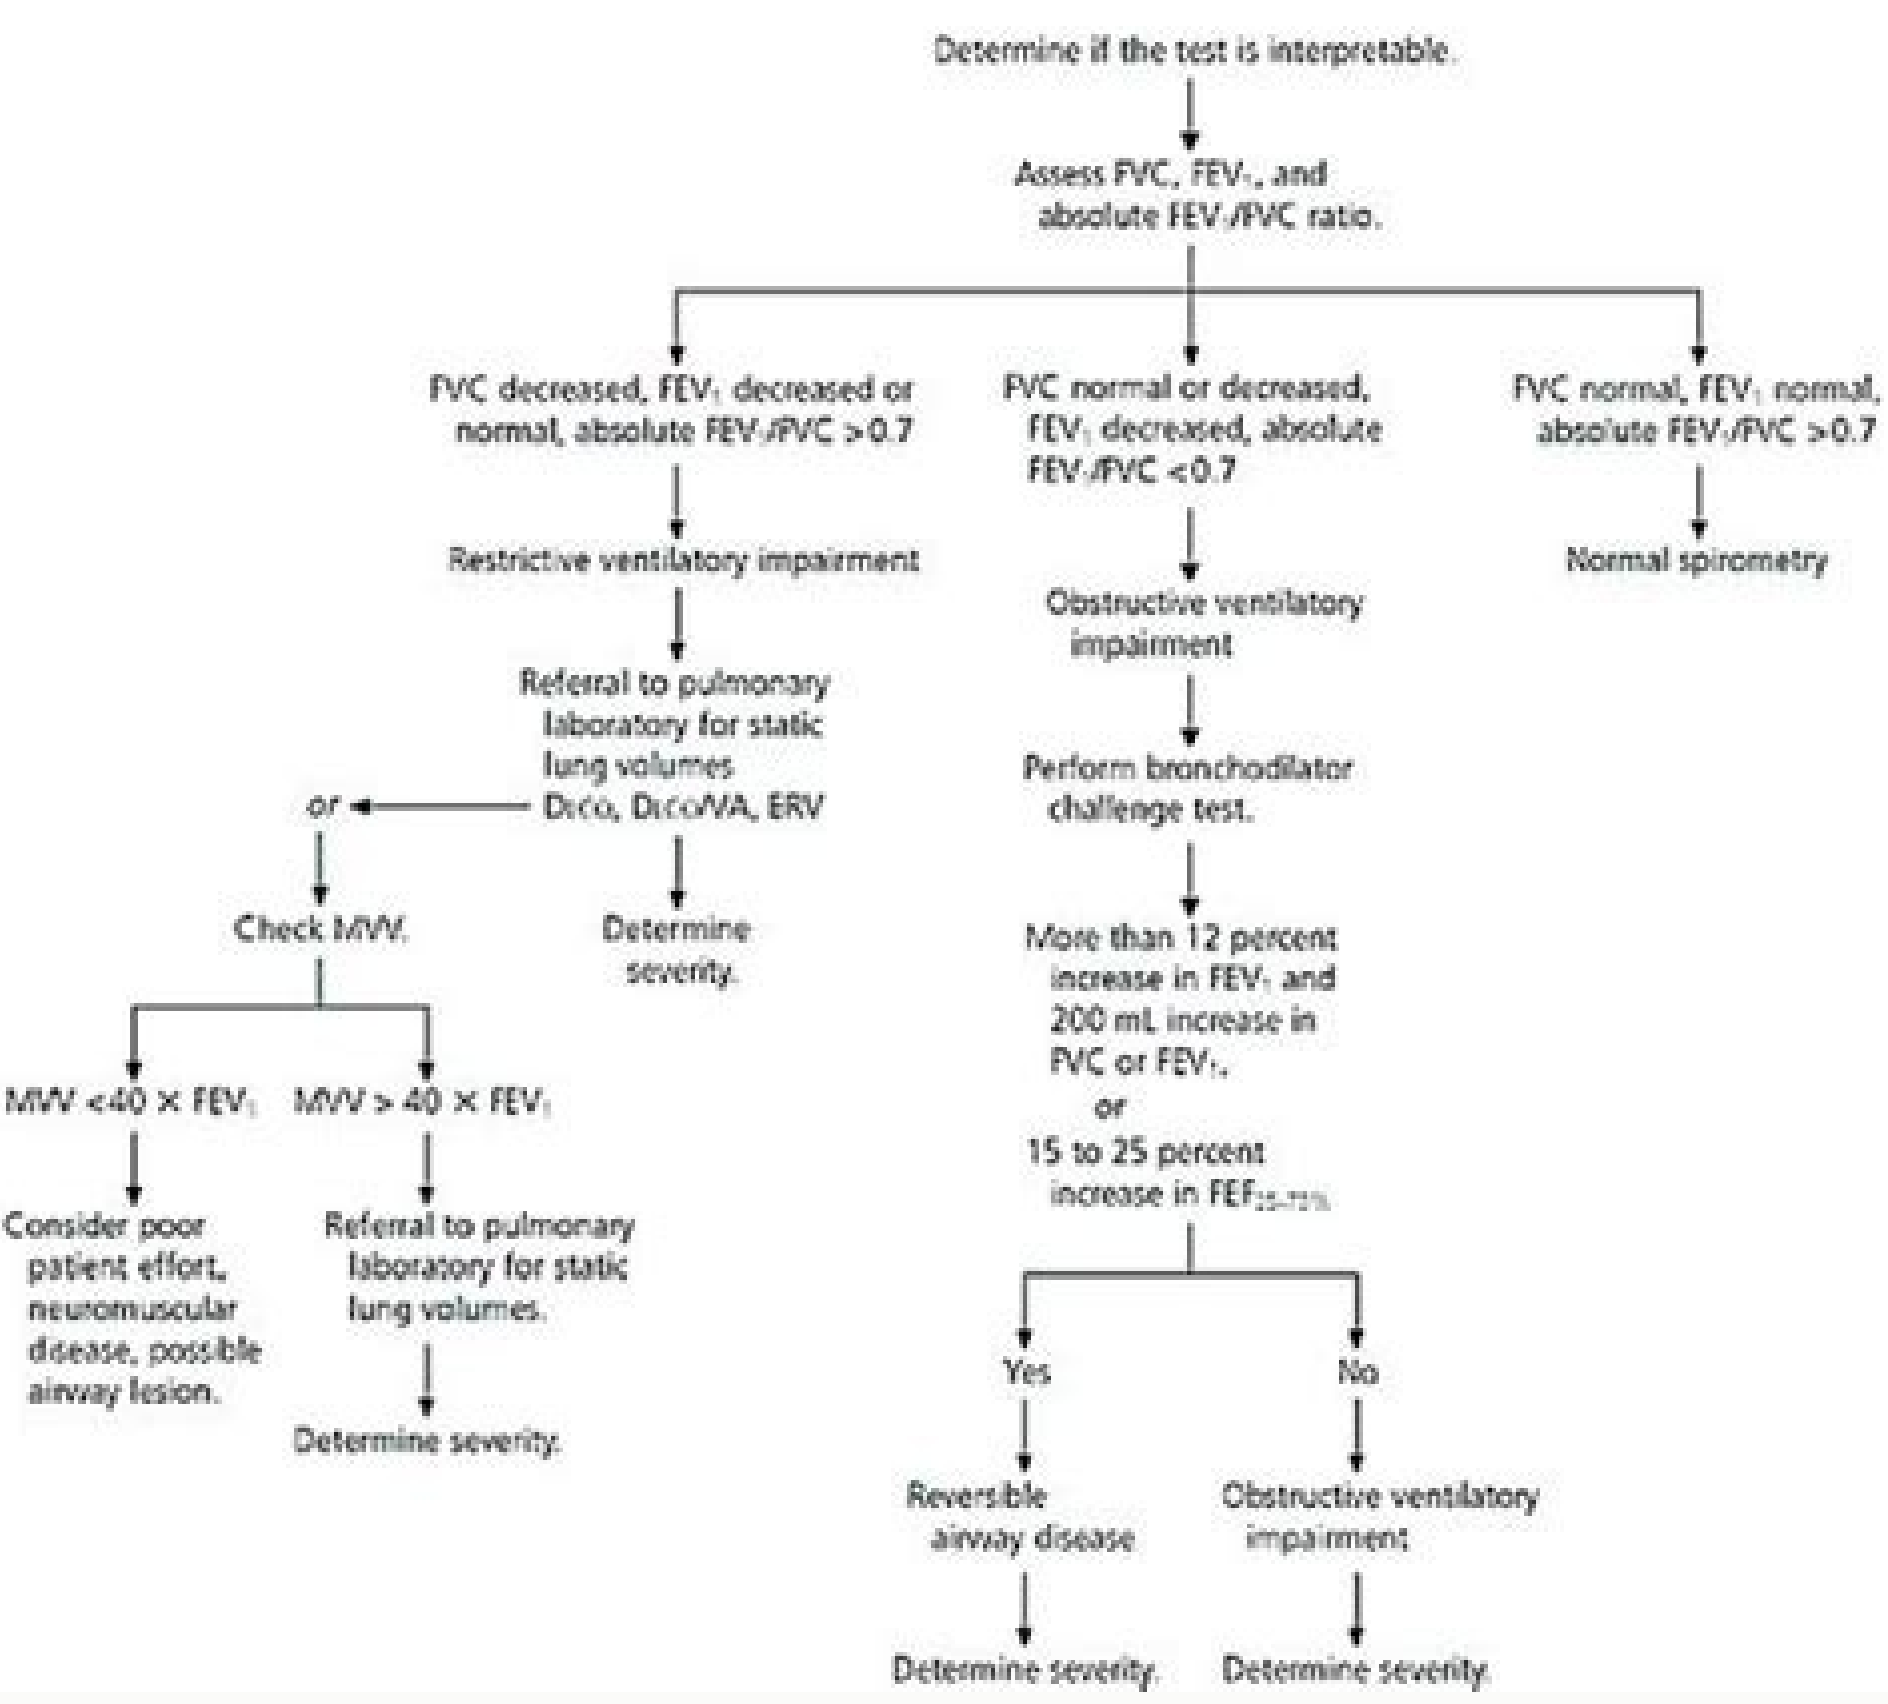 Determine if the test is interpretable.
Assess FVC, FEV₁, and
absolute FEV₁/FVC ratio.
FVC decreased, FEV₁ decreased or
normal, absolute FEV₁/FVC >0.7
Restrictive ventilatory impairment
Referral to pulmonary
laboratory for static
lung volumes
DLCO, DLCO/VA, ERV
or
Determine
severity.
Check MVV.
MVV <40 × FEV₁
Consider poor
patient effort,
neuromuscular
disease, possible
airway lesion.
MVV > 40 × FEV₁
Referral to pulmonary
laboratory for static
lung volumes.
Determine severity.
FVC normal or decreased,
FEV₁ decreased, absolute
FEV₁/FVC <0.7
Obstructive ventilatory
impairment
Perform bronchodilator
challenge test.
More than 12 percent
increase in FEV₁ and
200 mL increase in
FVC or FEV₁,
or
15 to 25 percent
increase in FEF₂₅₋₇₅%
Yes
Reversible
airway disease
Determine severity.
No
Obstructive ventilatory
impairment
Determine severity.
FVC normal, FEV₁ normal,
absolute FEV₁/FVC >0.7
Normal spirometry